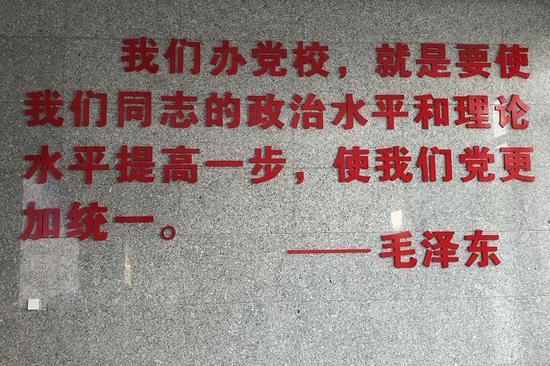 我们办党校，就是要使
我们同志的政治水平和理论
水平提高一步，使我们党更
加统一。
——毛泽东